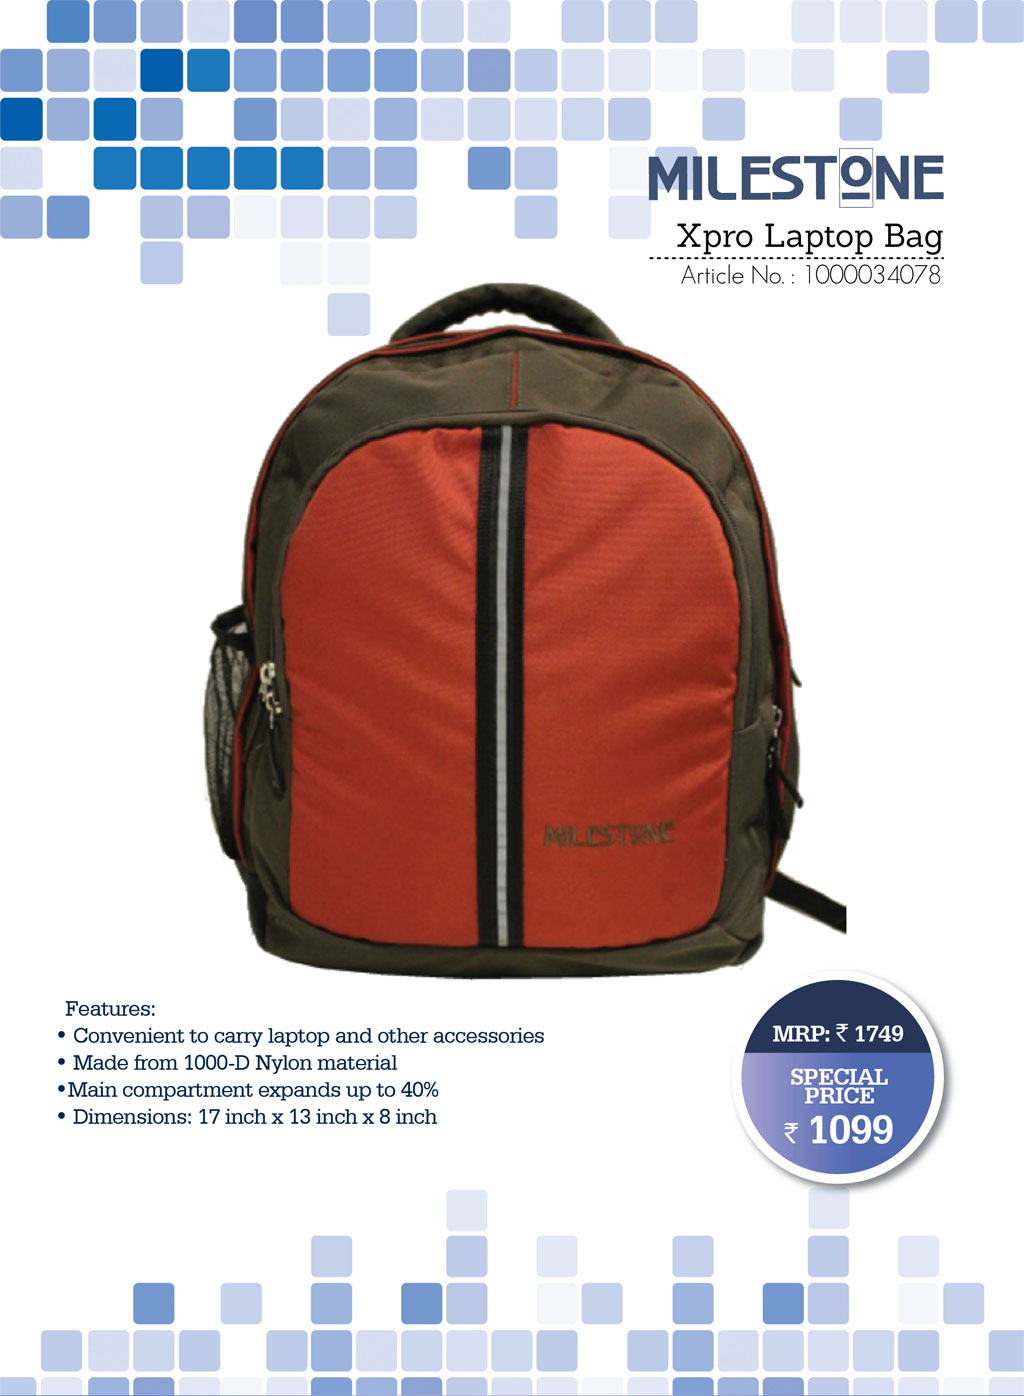 MILESTONE
Xpro Laptop Bag
Article No. : 1000034078
MILESTONE
Features:
• Convenient to carry laptop and other accessories
• Made from 1000-D Nylon material
•Main compartment expands up to 40%
• Dimensions: 17 inch x 13 inch x 8 inch
MRP: ₹ 1749
SPECIAL
PRICE
₹ 1099